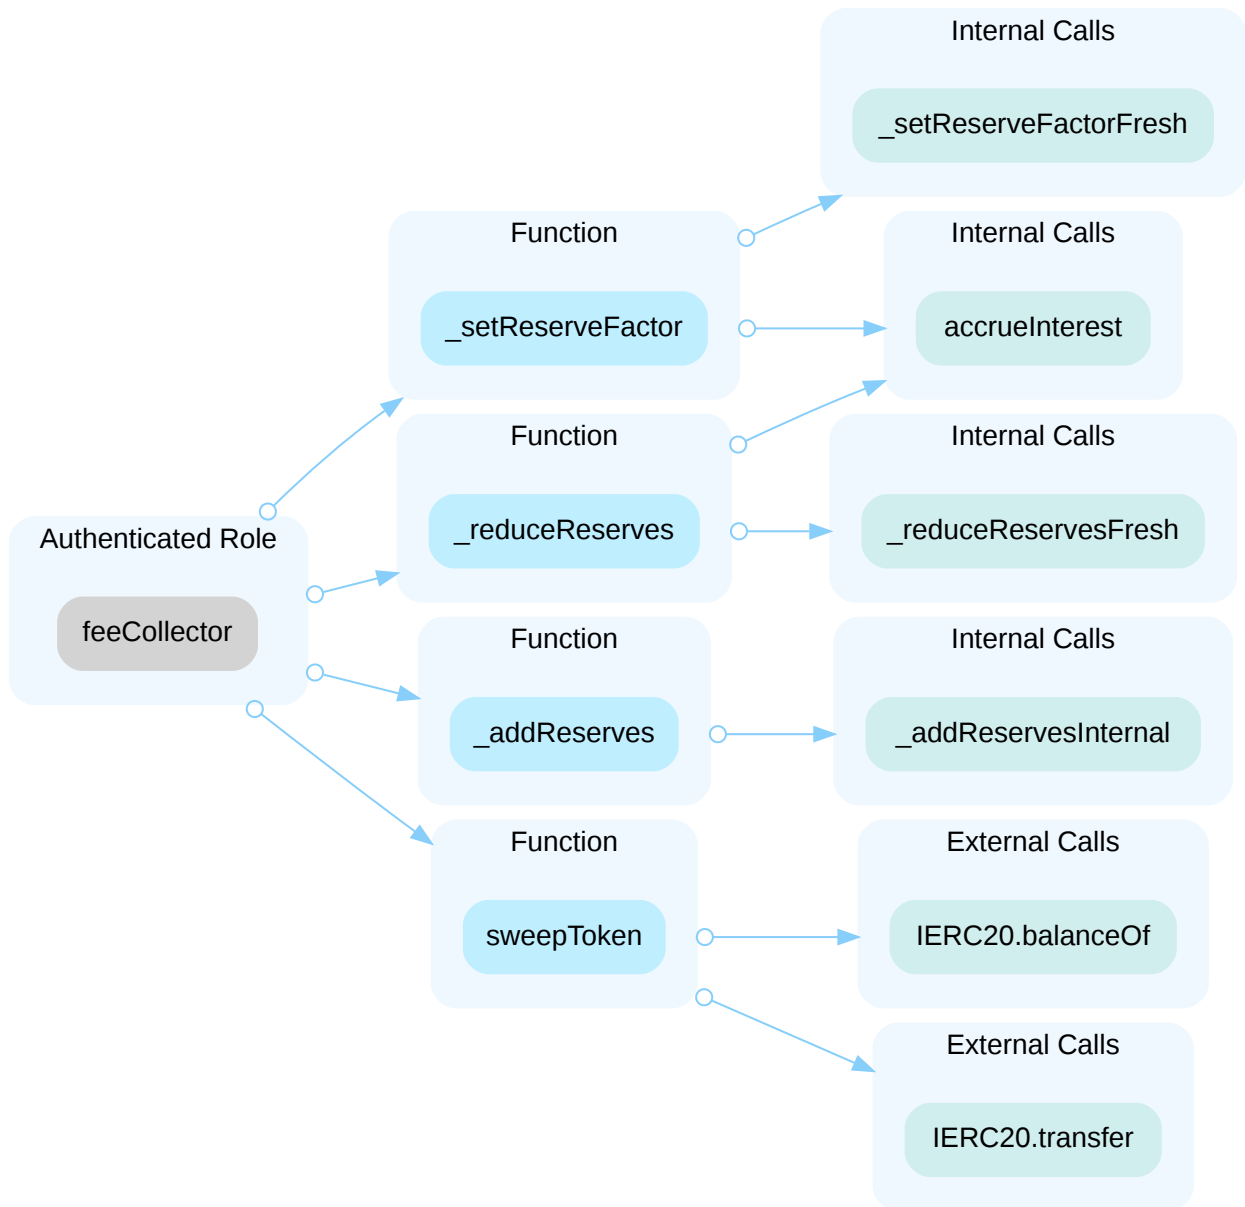 Internal Calls
_setReserveFactorFresh
Function
_setReserveFactor
Internal Calls
accrueInterest
Function
_reduceReserves
Internal Calls
_reduceReservesFresh
Authenticated Role
feeCollector
Function
_addReserves
Internal Calls
_addReservesInternal
Function
sweepToken
External Calls
IERC20.balanceOf
External Calls
IERC20.transfer